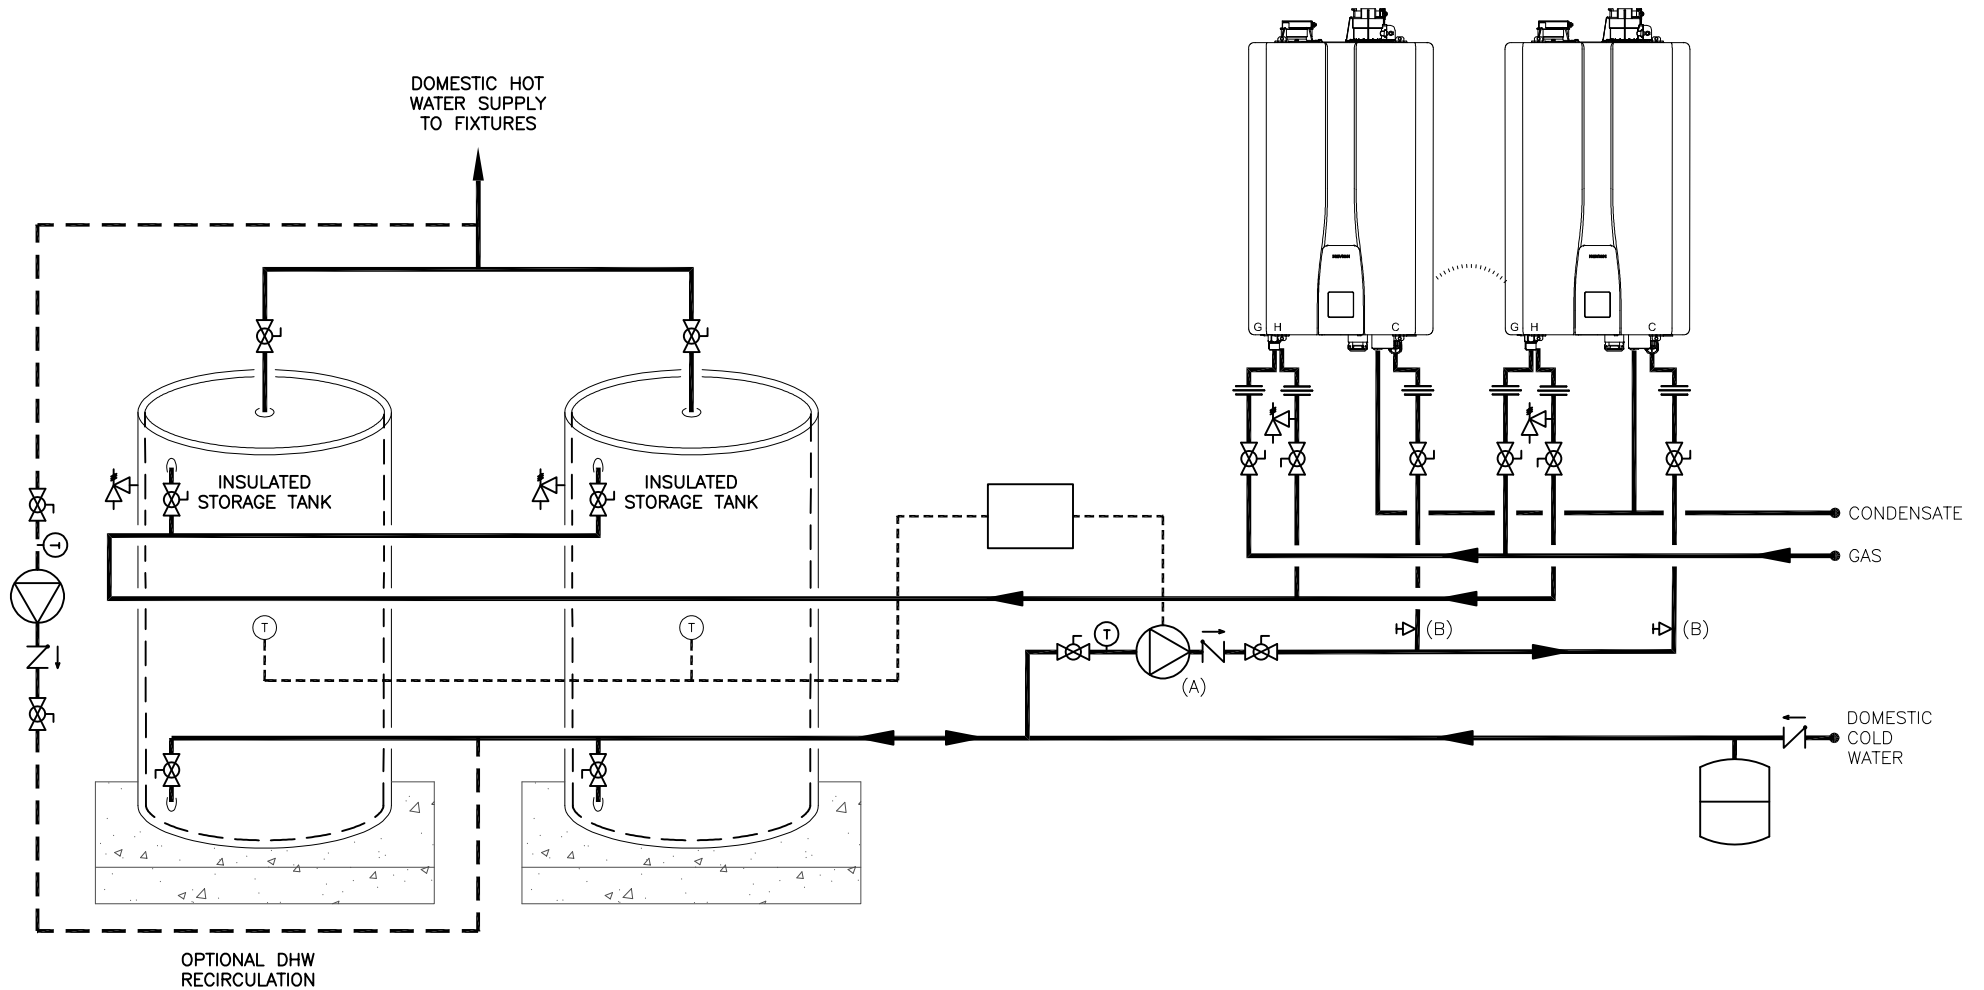 DOMESTIC HOT
WATER SUPPLY
TO FIXTURES
G H C
G H C
INSULATED
STORAGE TANK
INSULATED
STORAGE TANK
CONDENSATE
T
GAS
T
T
T
(B)
(B)
(A)
DOMESTIC
COLD
WATER
OPTIONAL DHW
RECIRCULATION